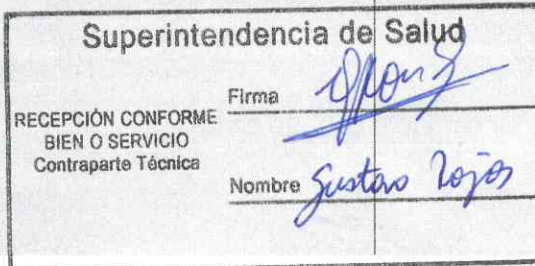 Superintendencia de Salud
RECEPCIÓN CONFORME
BIEN O SERVICIO
Contraparte Técnica
Firma
Nombre Gustavo Rojas